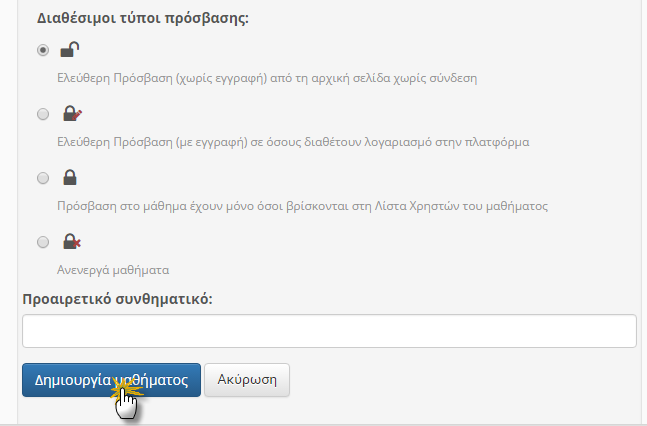 Διαθέσιμοι τύποι πρόσβασης:
Ελεύθερη Πρόσβαση (χωρίς εγγραφή) από τη αρχική σελίδα χωρίς σύνδεση
Ελεύθερη Πρόσβαση (με εγγραφή) σε όσους διαθέτουν λογαριασμό στην πλατφόρμα
Πρόσβαση στο μάθημα έχουν μόνο όσοι βρίσκονται στη Λίστα Χρηστών του μαθήματος
Ανενεργά μαθήματα
Προαιρετικό συνθηματικό:
Δημιουργία μαθήματος Ακύρωση